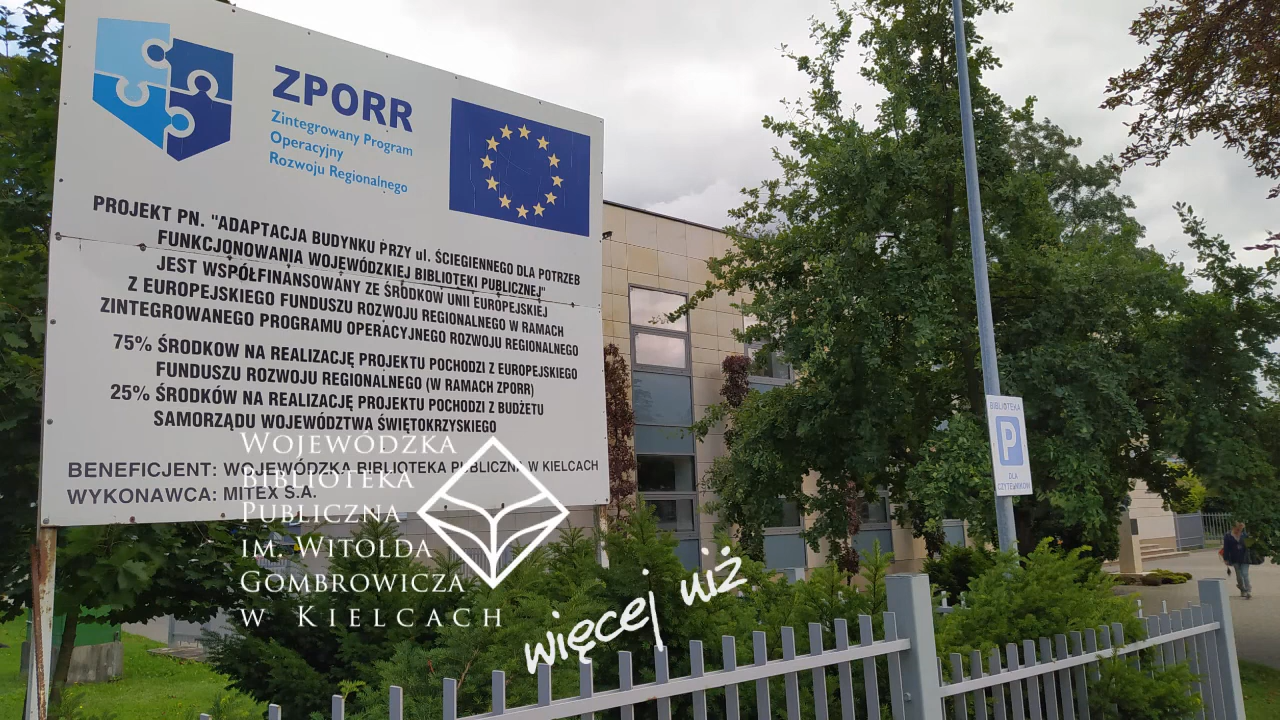 ZPORR
Zintegrowany Program
Operacyjny
Rozwoju Regionalnego
PROJEKT PN. "ADAPTACJA BUDYNKU PRZY ul. ŚCIEGIENNEGO DLA POTRZEB
FUNKCJONOWANIA WOJEWÓDZKIEJ BIBLIOTEKI PUBLICZNEJ"
JEST WSPÓŁFINANSOWANY ZE ŚRODKÓW UNII EUROPEJSKIEJ
Z EUROPEJSKIEGO FUNDUSZU ROZWOJU REGIONALNEGO W RAMACH
ZINTEGROWANEGO PROGRAMU OPERACYJNEGO ROZWOJU REGIONALNEGO
75% ŚRODKOW NA REALIZACJĘ PROJEKTU POCHODZI Z EUROPEJSKIEGO
FUNDUSZU ROZWOJU REGIONALNEGO (W RAMACH ZPORR)
25% ŚRODKÓW NA REALIZACJĘ PROJEKTU POCHODZI Z BUDŻETU
SAMORZĄDU WOJEWÓDZTWA ŚWIĘTOKRZYSKIEGO
BENEFICJENT: WOJEWÓDZKA BIBLIOTEKA PUBLICZNA W KIELCACH
WYKONAWCA: MITEX S.A.
WOJEWÓDZKA
BIBLIOTEKA
PUBLICZNA
IM. WITOLDA
GOMBROWICZA
W KIELCACH
więcej niż
BIBLIOTEKA
P
DLA
CZYTELNIKÓW